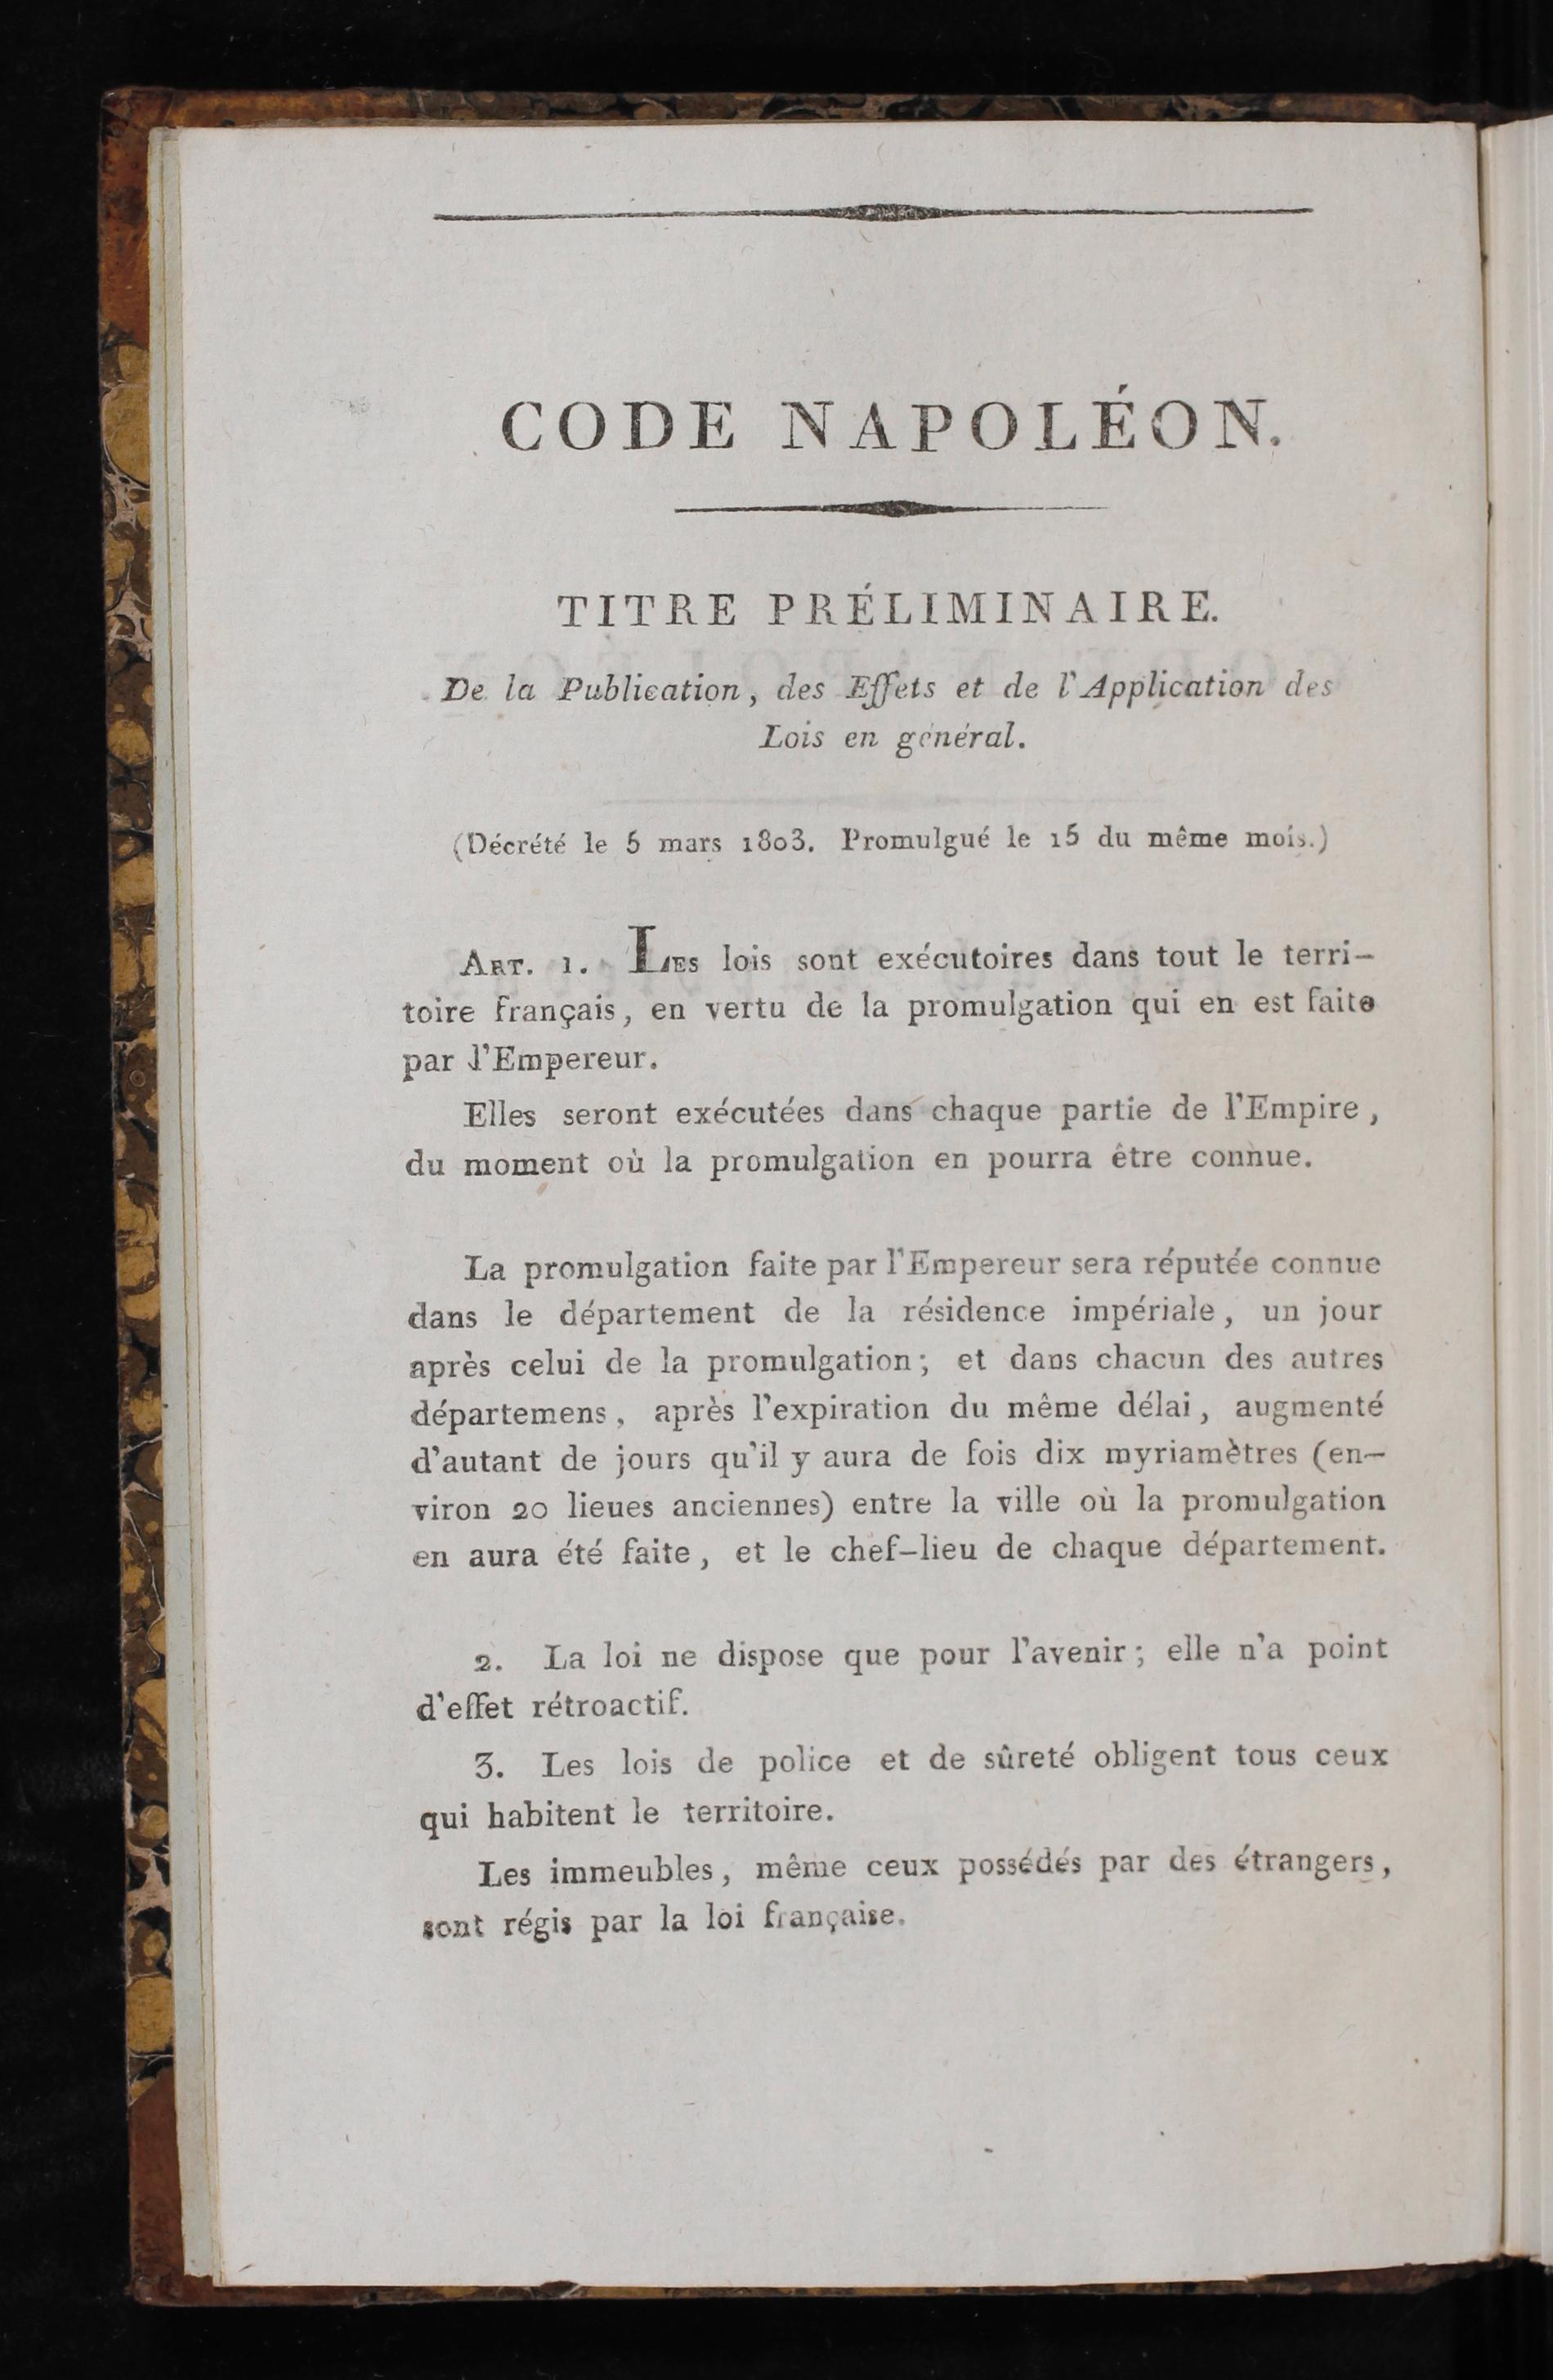 CODE NAPOLÉON.
TITRE PRÉLIMINAIRE.
De la Publication, des Effets et de l'Application des
Lois en général.
(Décrété le 5 mars 1803. Promulgué le 15 du même mois.)
ART. 1. LES lois sont exécutoires dans tout le terri-
toire français, en vertu de la promulgation qui en est faite
par l'Empereur.
Elles seront exécutées dans chaque partie de l'Empire,
du moment où la promulgation en pourra être connue.
La promulgation faite par l'Empereur sera réputée connue
dans le département de la résidence impériale, un jour
après celui de la promulgation; et dans chacun des autres
départemens, après l'expiration du même délai, augmenté
d'autant de jours qu'il y aura de fois dix myriamètres (en-
viron 20 lieues anciennes) entre la ville où la promulgation
en aura été faite, et le chef-lieu de chaque département.
2. La loi ne dispose que pour l'avenir; elle n'a point
d'effet rétroactif.
3. Les lois de police et de sûreté obligent tous ceux
qui habitent le territoire.
Les immeubles, même ceux possédés par des étrangers,
sont régis par la loi française.